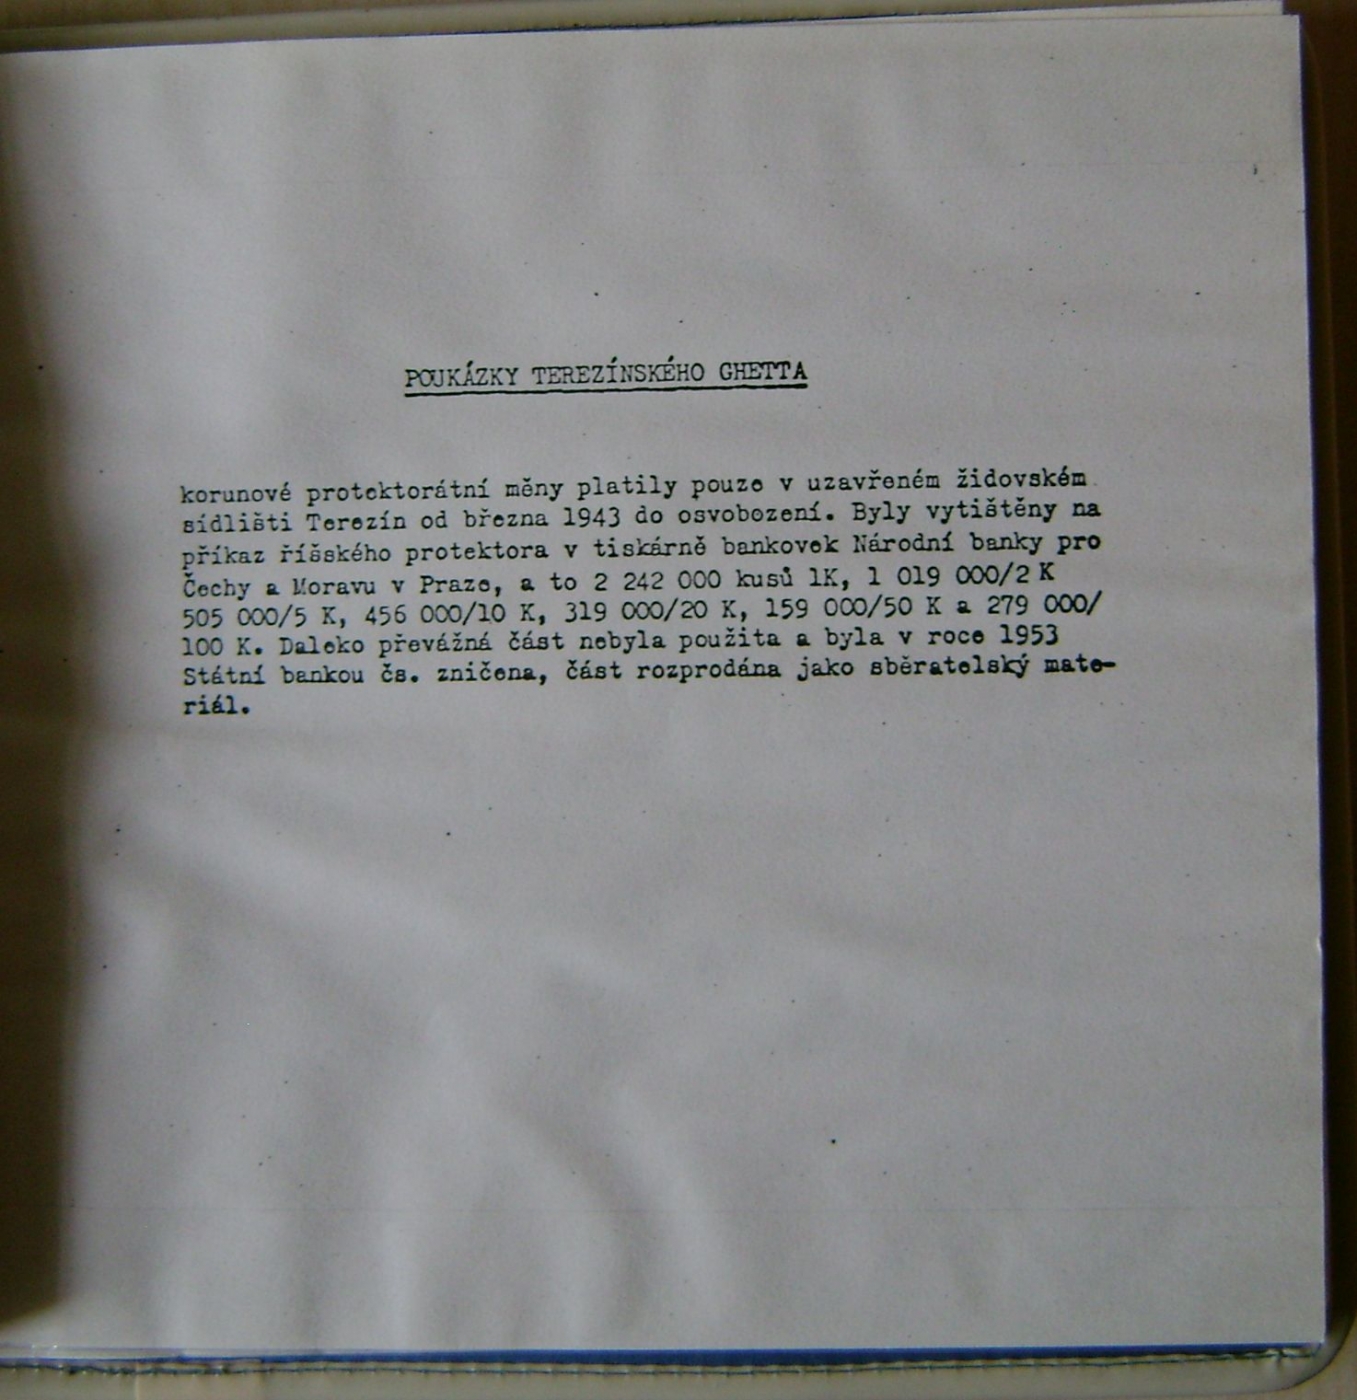 POUKÁZKY TEREZÍNSKÉHO GHETTA
korunové protektorátní měny platily pouze v uzavřeném židovském
sídlišti Terezín od března 1943 do osvobození. Byly vytištěny na
příkaz říšského protektora v tiskárně bankovek Národní banky pro
Čechy a Moravu v Praze, a to 2 242 000 kusů 1K, 1 019 000/2 K
505 000/5 K, 456 000/10 K, 319 000/20 K, 159 000/50 K a 279 000/
100 K. Daleko převážná část nebyla použita a byla v roce 1953
Státní bankou čs. zničena, část rozprodána jako sběratelský mate-
riál.